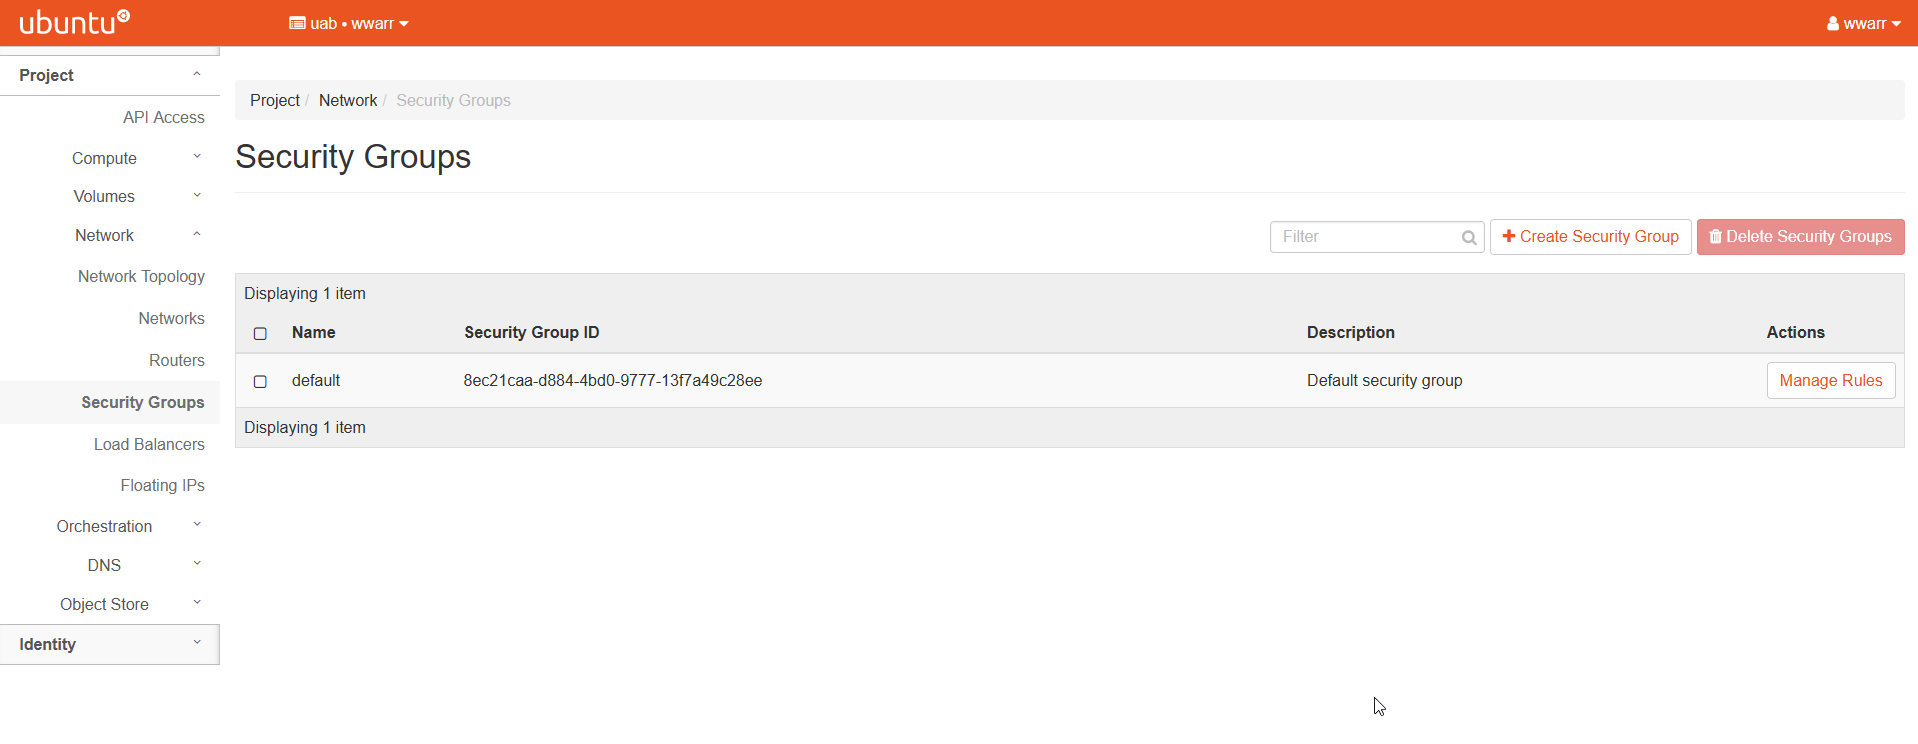 ubuntu
uab • wwarr
wwarr
Project
API Access
Compute
Volumes
Network
Network Topology
Networks
Routers
Security Groups
Load Balancers
Floating IPs
Orchestration
DNS
Object Store
Identity
Project / Network / Security Groups
Security Groups
Filter
Create Security Group
Delete Security Groups
Displaying 1 item
Name Security Group ID Description Actions
default 8ec21caa-d884-4bd0-9777-13f7a49c28ee Default security group Manage Rules
Displaying 1 item